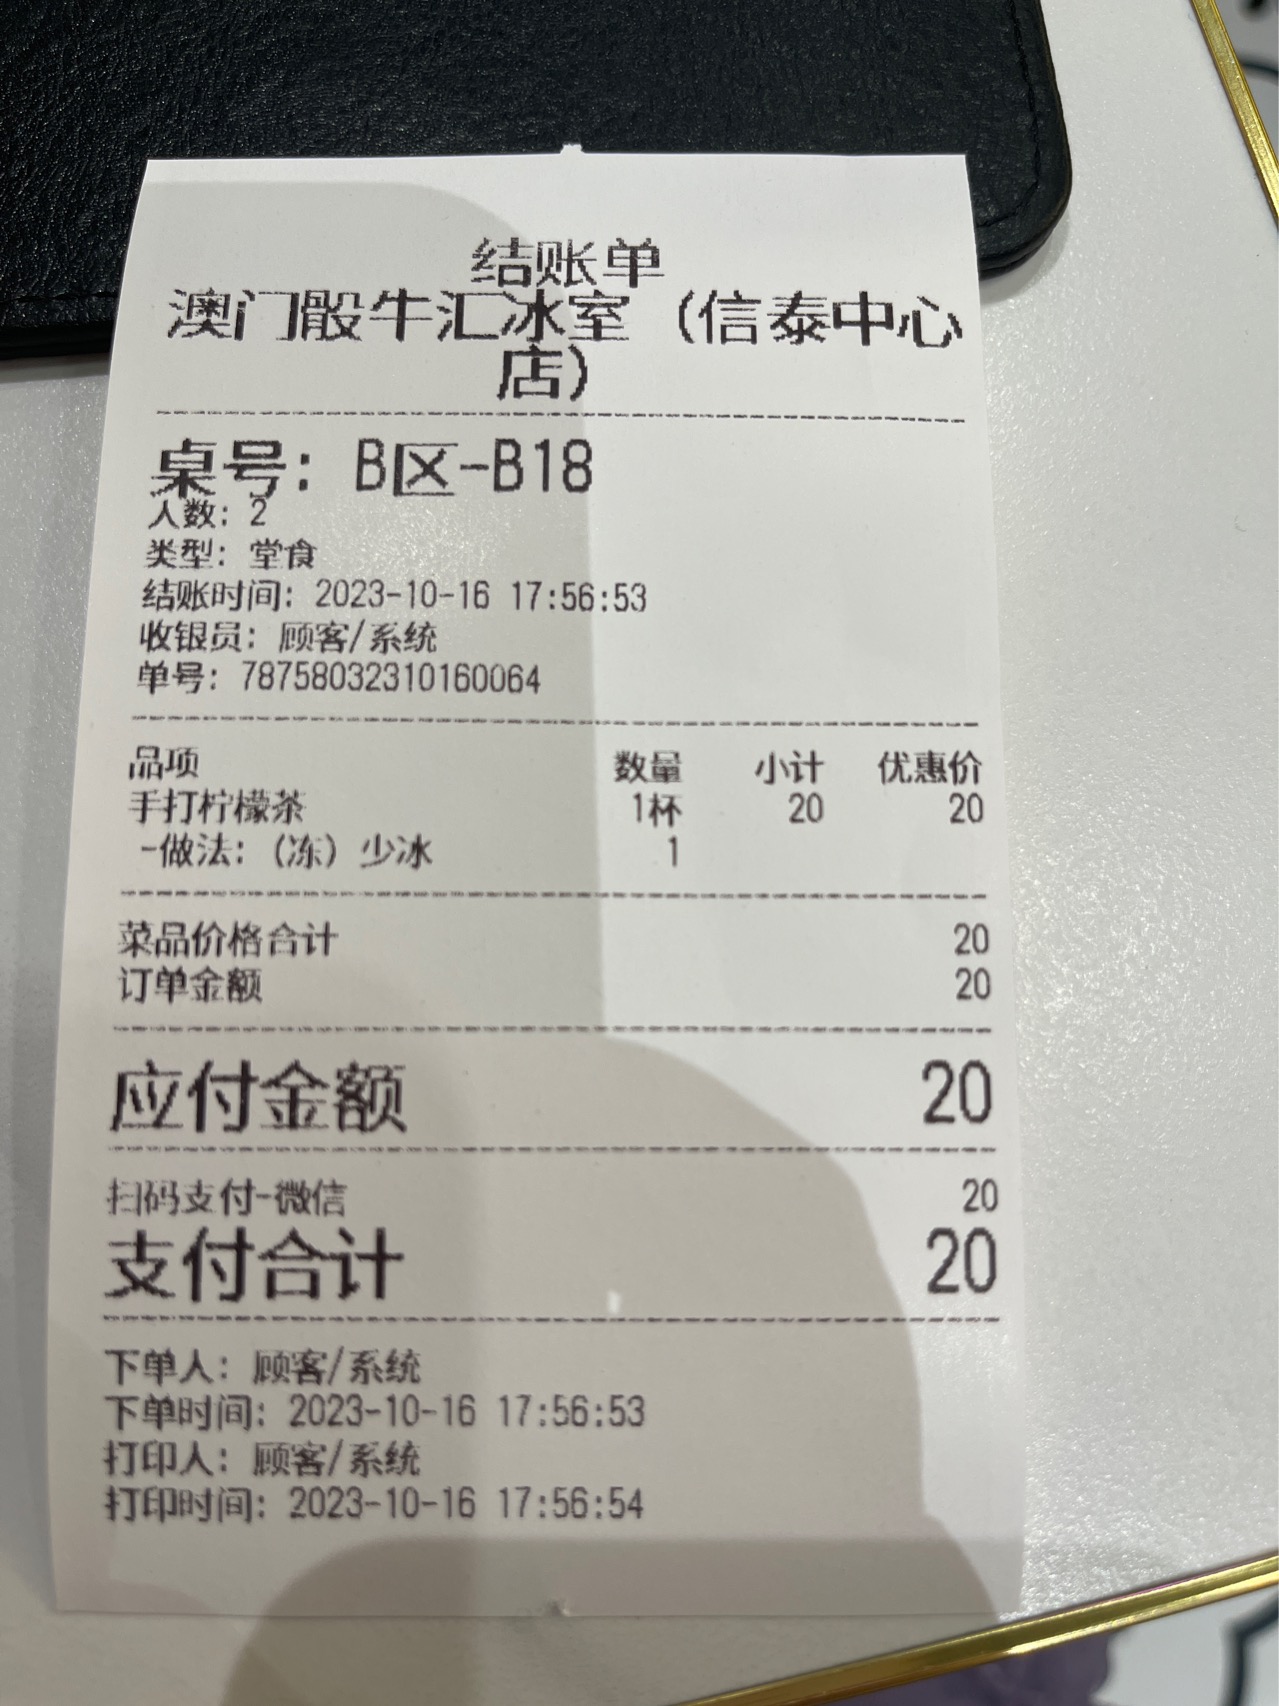 结账单
澳门骰牛汇冰室（信泰中心
店）
桌号：B区-B18
人数：2
类型：堂食
结账时间：2023-10-16 17:56:53
收银员：顾客/系统
单号：78758032310160064
品项 数量 小计 优惠价
手打柠檬茶 1杯 20 20
-做法：（冻）少冰 1
菜品价格合计 20
订单金额 20
应付金额 20
扫码支付-微信 20
支付合计 20
下单人：顾客/系统
下单时间：2023-10-16 17:56:53
打印人：顾客/系统
打印时间：2023-10-16 17:56:54